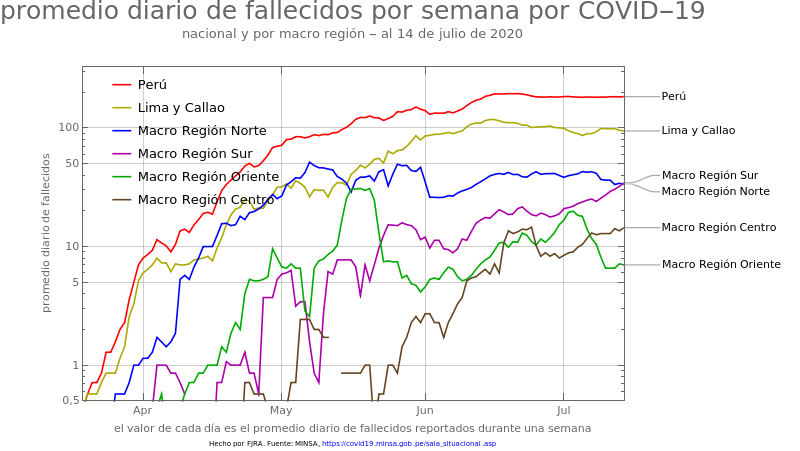 promedio diario de fallecidos por semana por COVID‒19
nacional y por macro región ‒ al 14 de julio de 2020
Perú
Lima y Callao
Macro Región Norte
Macro Región Sur
Macro Región Oriente
Macro Región Centro
promedio diario de fallecidos
100
50
10
5
1
0,5
Apr May Jun Jul
Perú
Lima y Callao
Macro Región Sur
Macro Región Norte
Macro Región Centro
Macro Región Oriente
el valor de cada día es el promedio diario de fallecidos reportados durante una semana
Hecho por FJRA. Fuente: MINSA, https://covid19.minsa.gob.pe/sala_situacional.asp